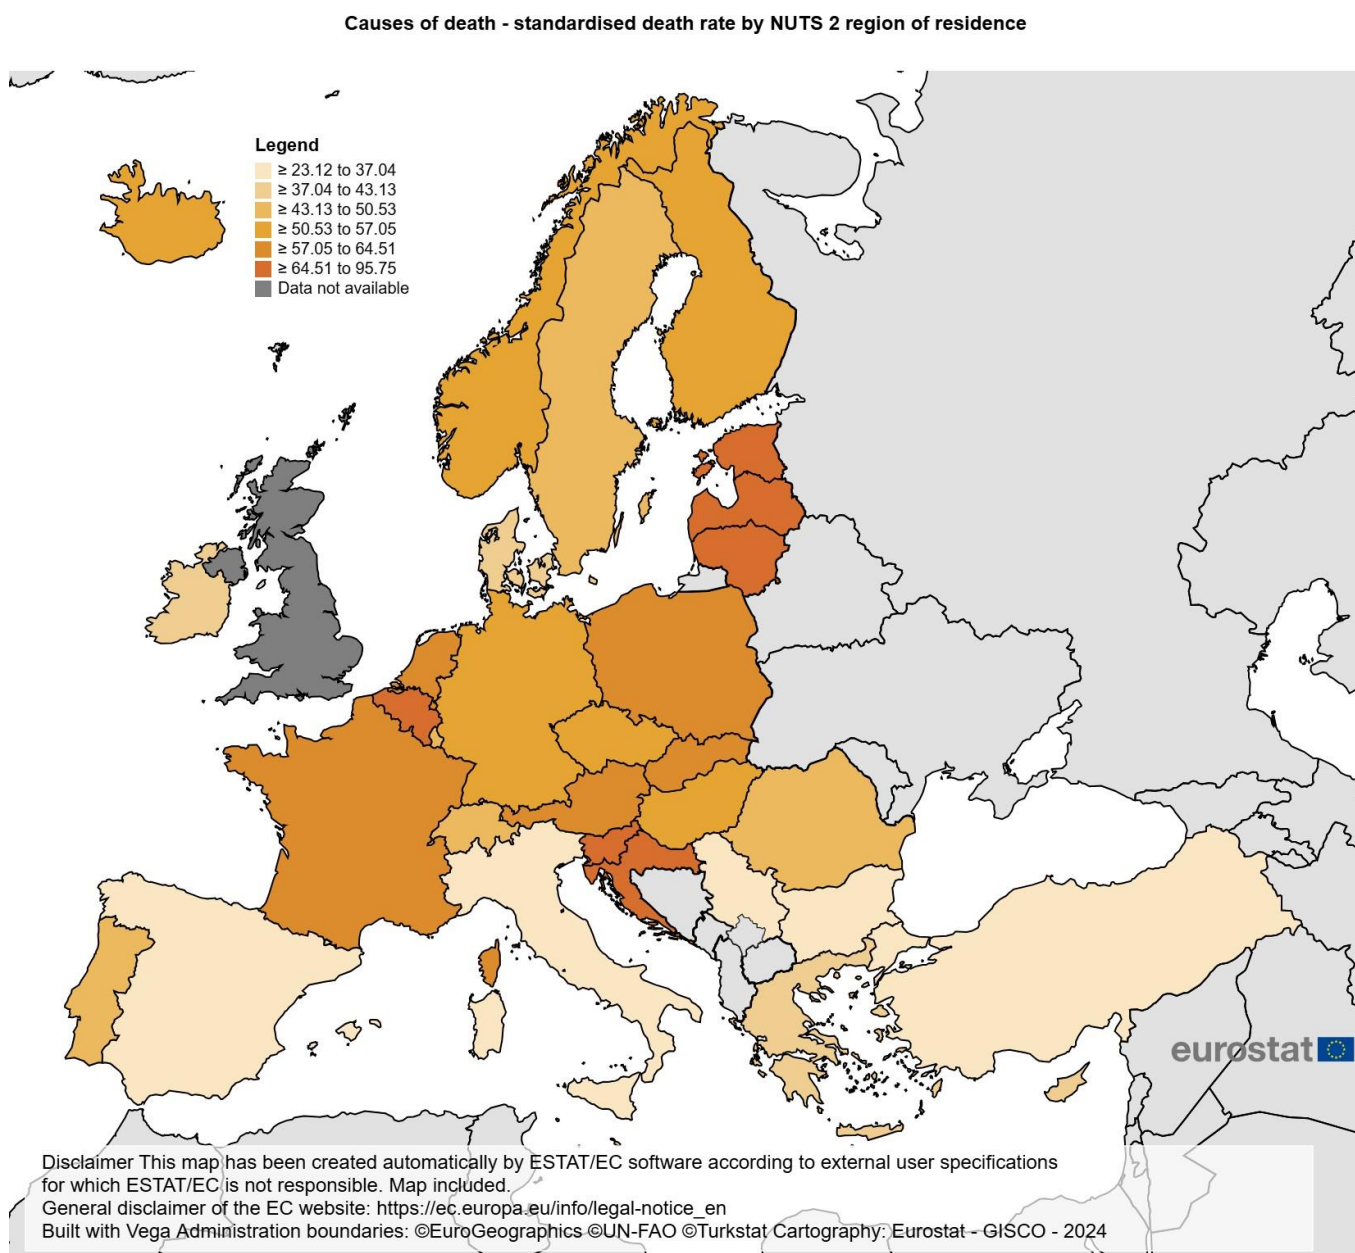 Causes of death - standardised death rate by NUTS 2 region of residence
Legend
≥ 23.12 to 37.04
≥ 37.04 to 43.13
≥ 43.13 to 50.53
≥ 50.53 to 57.05
≥ 57.05 to 64.51
≥ 64.51 to 95.75
Data not available
eurostat
Disclaimer This map has been created automatically by ESTAT/EC software according to external user specifications
for which ESTAT/EC is not responsible. Map included.
General disclaimer of the EC website: https://ec.europa.eu/info/legal-notice_en
Built with Vega Administration boundaries: ©EuroGeographics ©UN-FAO ©Turkstat Cartography: Eurostat - GISCO - 2024